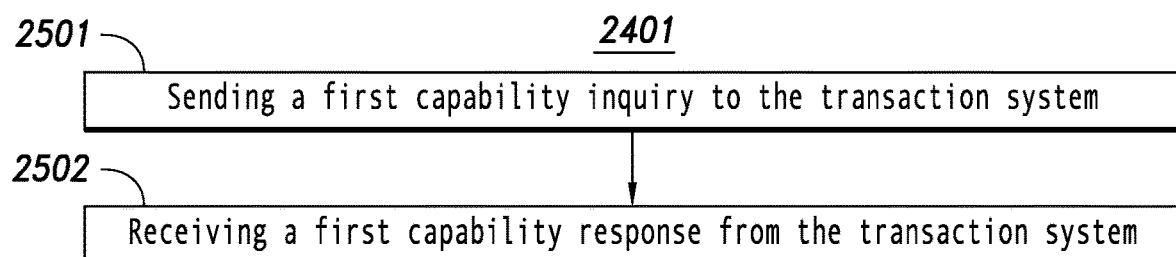 2401
2501
Sending a first capability inquiry to the transaction system
2502
Receiving a first capability response from the transaction system